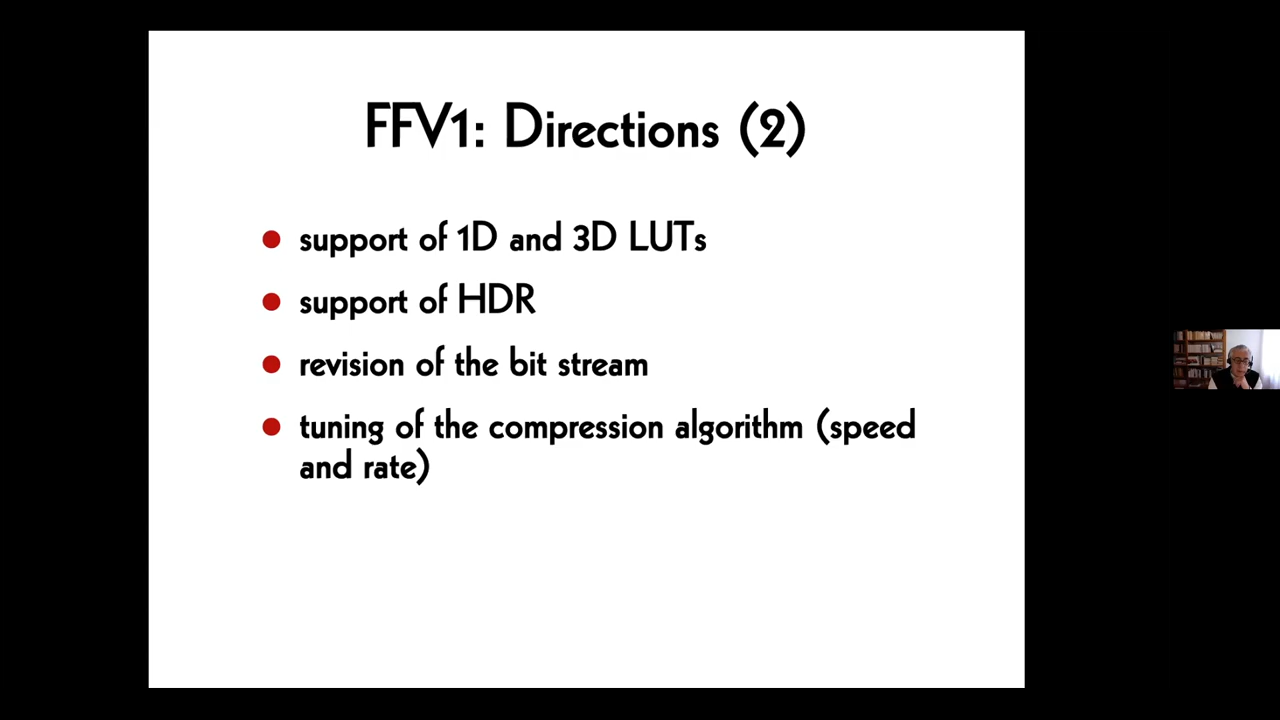 FFV1: Directions (2)
support of 1D and 3D LUTs
support of HDR
revision of the bit stream
tuning of the compression algorithm (speed
and rate)